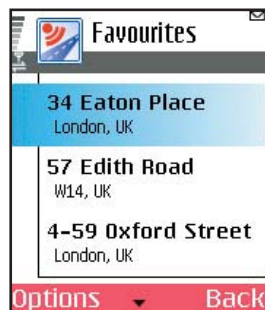 Favourites
34 Eaton Place
London, UK
57 Edith Road
W14, UK
4-59 Oxford Street
London, UK
Options Back